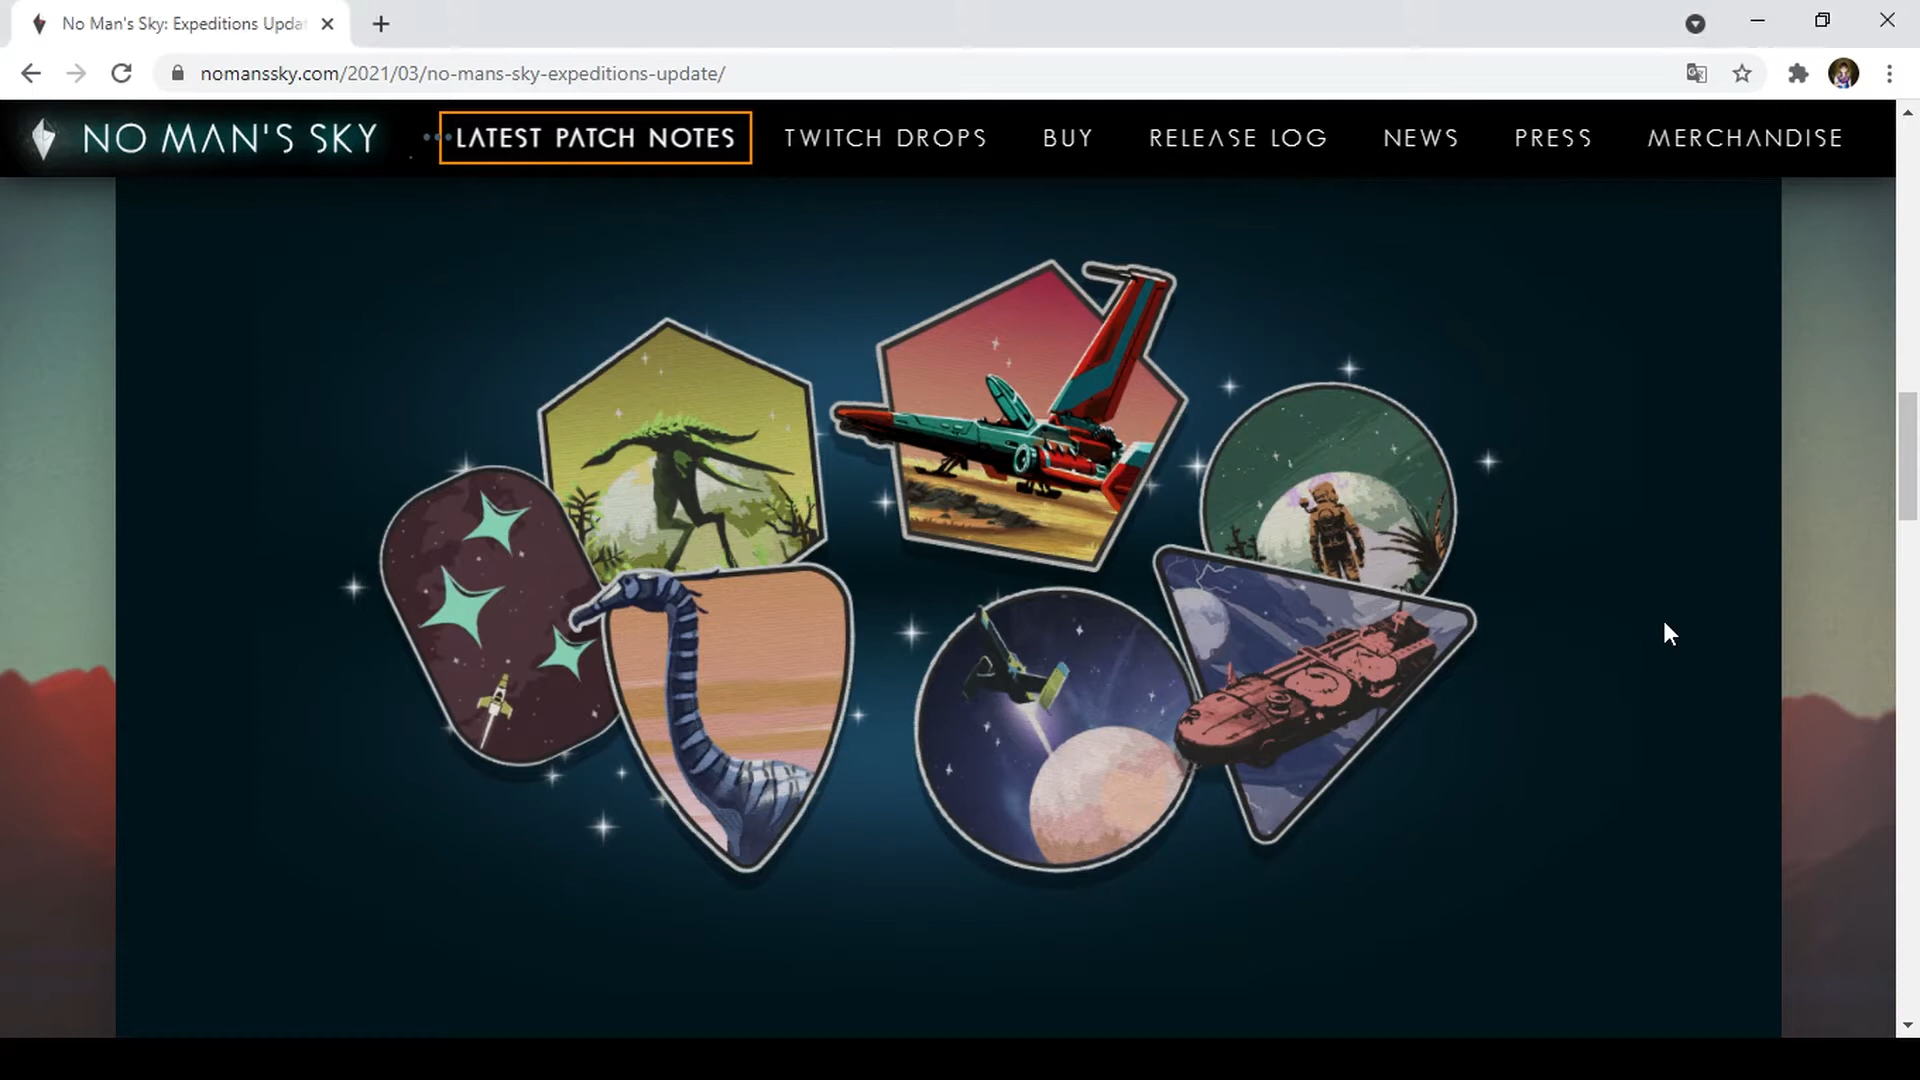 No Man's Sky: Expeditions Upda
nomanssky.com/2021/03/no-mans-sky-expeditions-update/
NO MAN'S SKY
LATEST PATCH NOTES
TWITCH DROPS
BUY
RELEASE LOG
NEWS
PRESS
MERCHANDISE